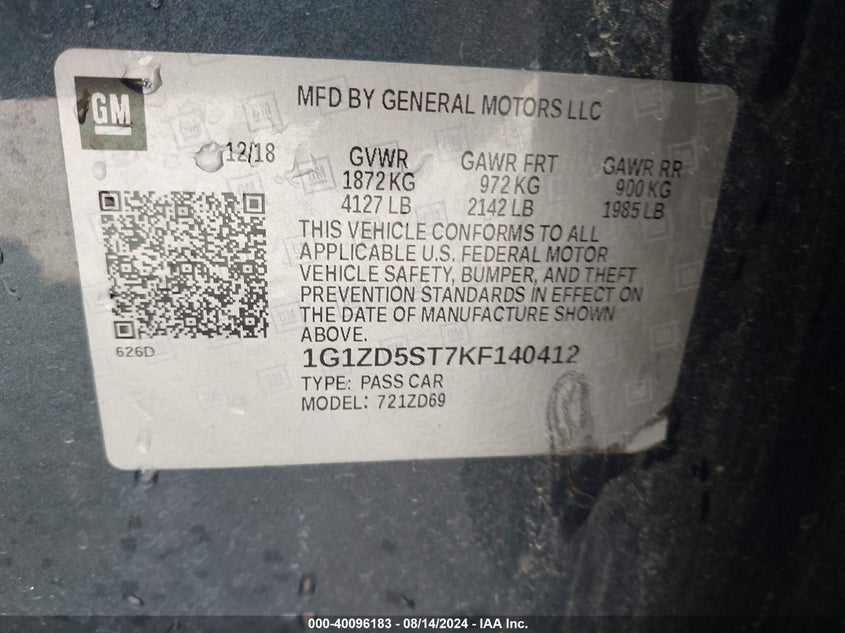 GM
MFD BY GENERAL MOTORS LLC
12/18
GVWR GAWR FRT GAWR RR
1872 KG 972 KG 900 KG
4127 LB 2142 LB 1985 LB
THIS VEHICLE CONFORMS TO ALL
APPLICABLE U.S. FEDERAL MOTOR
VEHICLE SAFETY, BUMPER, AND THEFT
PREVENTION STANDARDS IN EFFECT ON
THE DATE OF MANUFACTURE SHOWN
ABOVE.
626D
1G1ZD5ST7KF140412
TYPE: PASS CAR
MODEL: 721ZD69
000-40096183 - 08/14/2024 - IAA Inc.